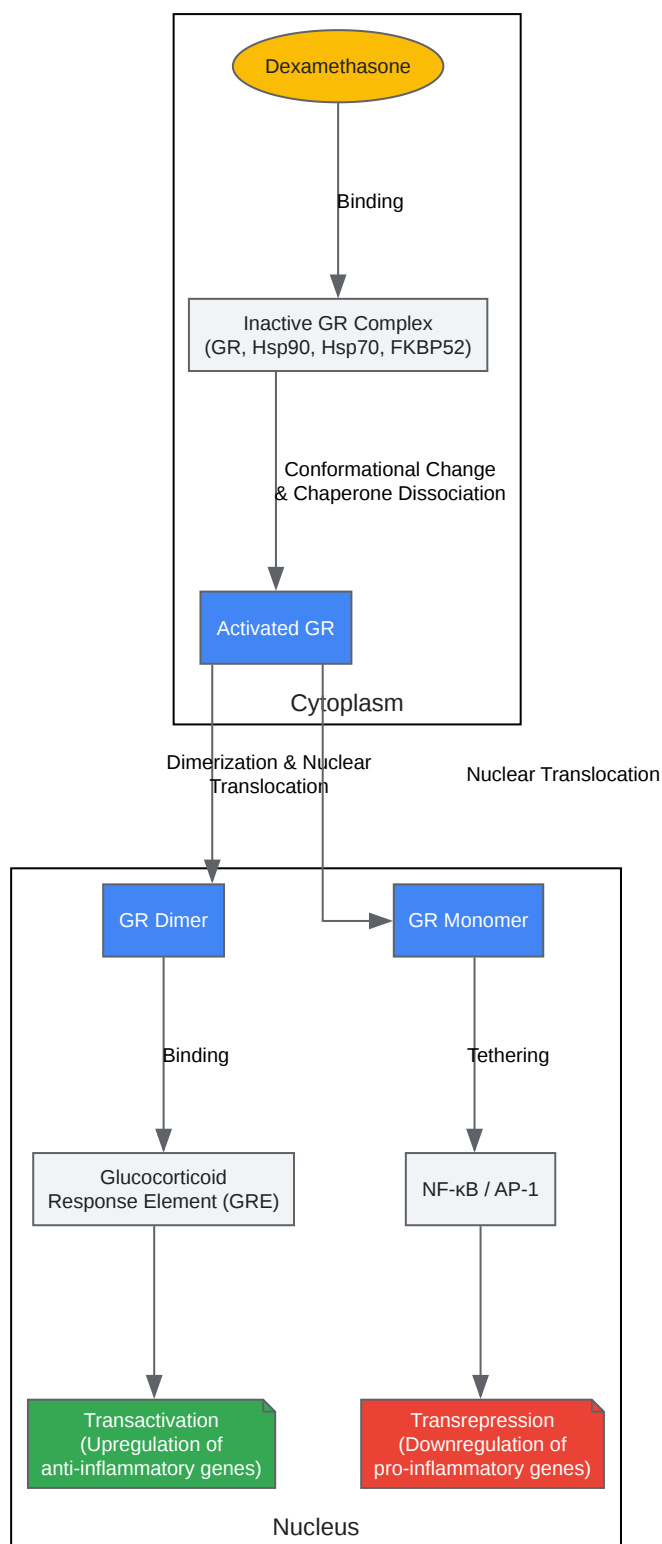 Dexamethasone
Binding
Inactive GR Complex
(GR, Hsp90, Hsp70, FKBP52)
Conformational Change
& Chaperone Dissociation
Activated GR
Cytoplasm
Dimerization & Nuclear
Translocation
Nuclear Translocation
GR Dimer
GR Monomer
Binding
Tethering
Glucocorticoid
Response Element (GRE)
NF-κB / AP-1
Transactivation
(Upregulation of
anti-inflammatory genes)
Transrepression
(Downregulation of
pro-inflammatory genes)
Nucleus